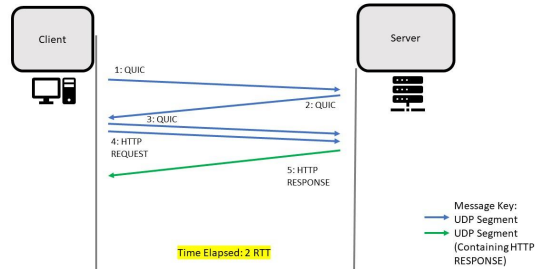 Client
Server
1: QUIC
2: QUIC
3: QUIC
4: HTTP
REQUEST
5: HTTP
RESPONSE
Time Elapsed: 2 RTT
Message Key:
UDP Segment
UDP Segment
(Containing HTTP
RESPONSE)